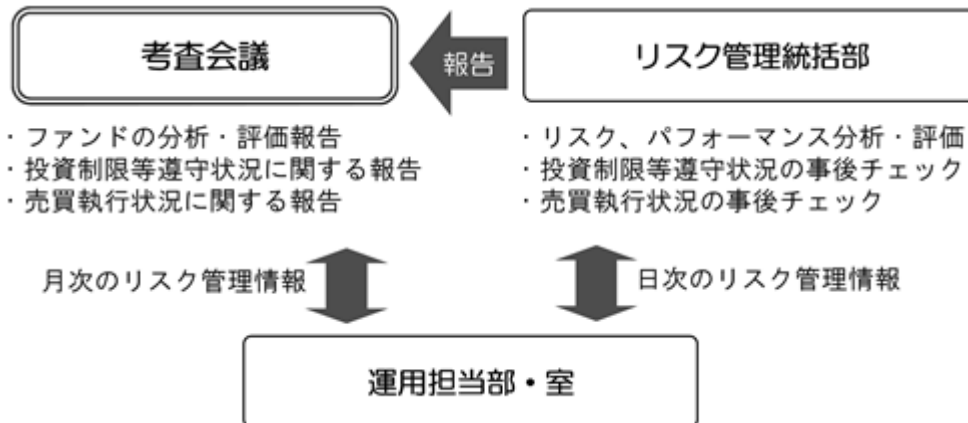 考査会議
報告
リスク管理統括部
・ファンドの分析・評価報告
・投資制限等遵守状況に関する報告
・売買執行状況に関する報告
・リスク、パフォーマンス分析・評価
・投資制限等遵守状況の事後チェック
・売買執行状況の事後チェック
月次のリスク管理情報
日次のリスク管理情報
運用担当部・室